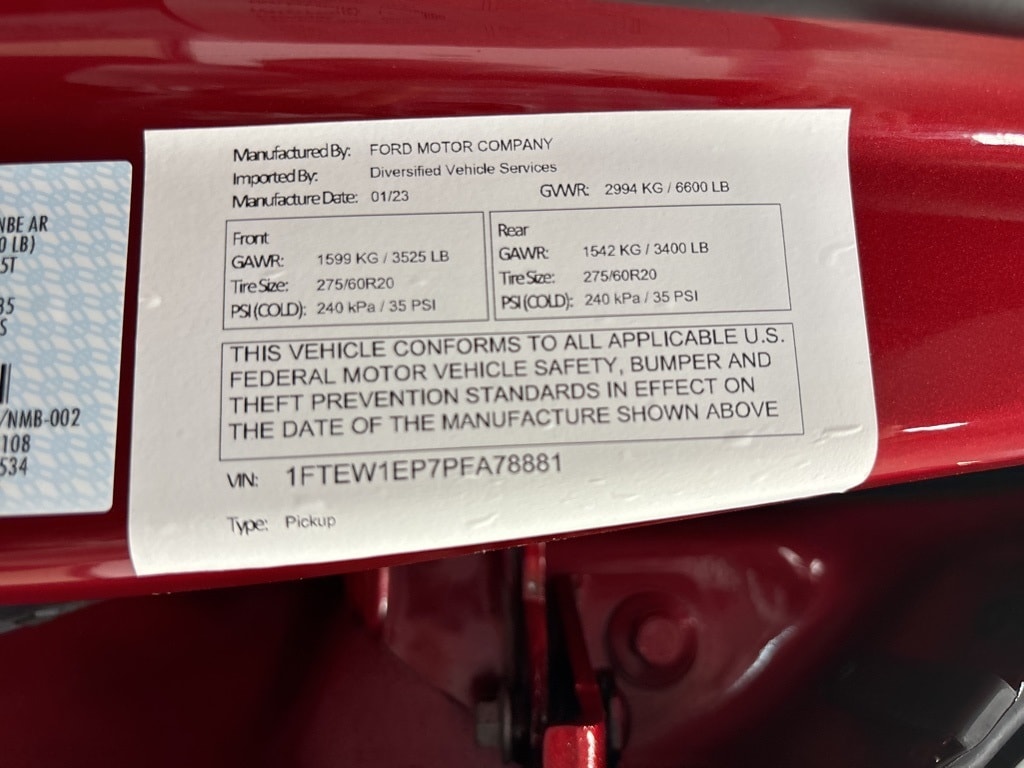 NBE AR
0 LB)
5T
35
S
/NMB-002
108
534
Manufactured By: FORD MOTOR COMPANY
Imported By: Diversified Vehicle Services
Manufacture Date: 01/23 GVWR: 2994 KG / 6600 LB
Front
GAWR: 1599 KG / 3525 LB
Tire Size: 275/60R20
PSI (COLD): 240 kPa / 35 PSI
Rear
GAWR: 1542 KG / 3400 LB
Tire Size: 275/60R20
PSI (COLD): 240 kPa / 35 PSI
THIS VEHICLE CONFORMS TO ALL APPLICABLE U.S.
FEDERAL MOTOR VEHICLE SAFETY, BUMPER AND
THEFT PREVENTION STANDARDS IN EFFECT ON
THE DATE OF THE MANUFACTURE SHOWN ABOVE
VIN: 1FTEW1EP7PFA78881
Type: Pickup